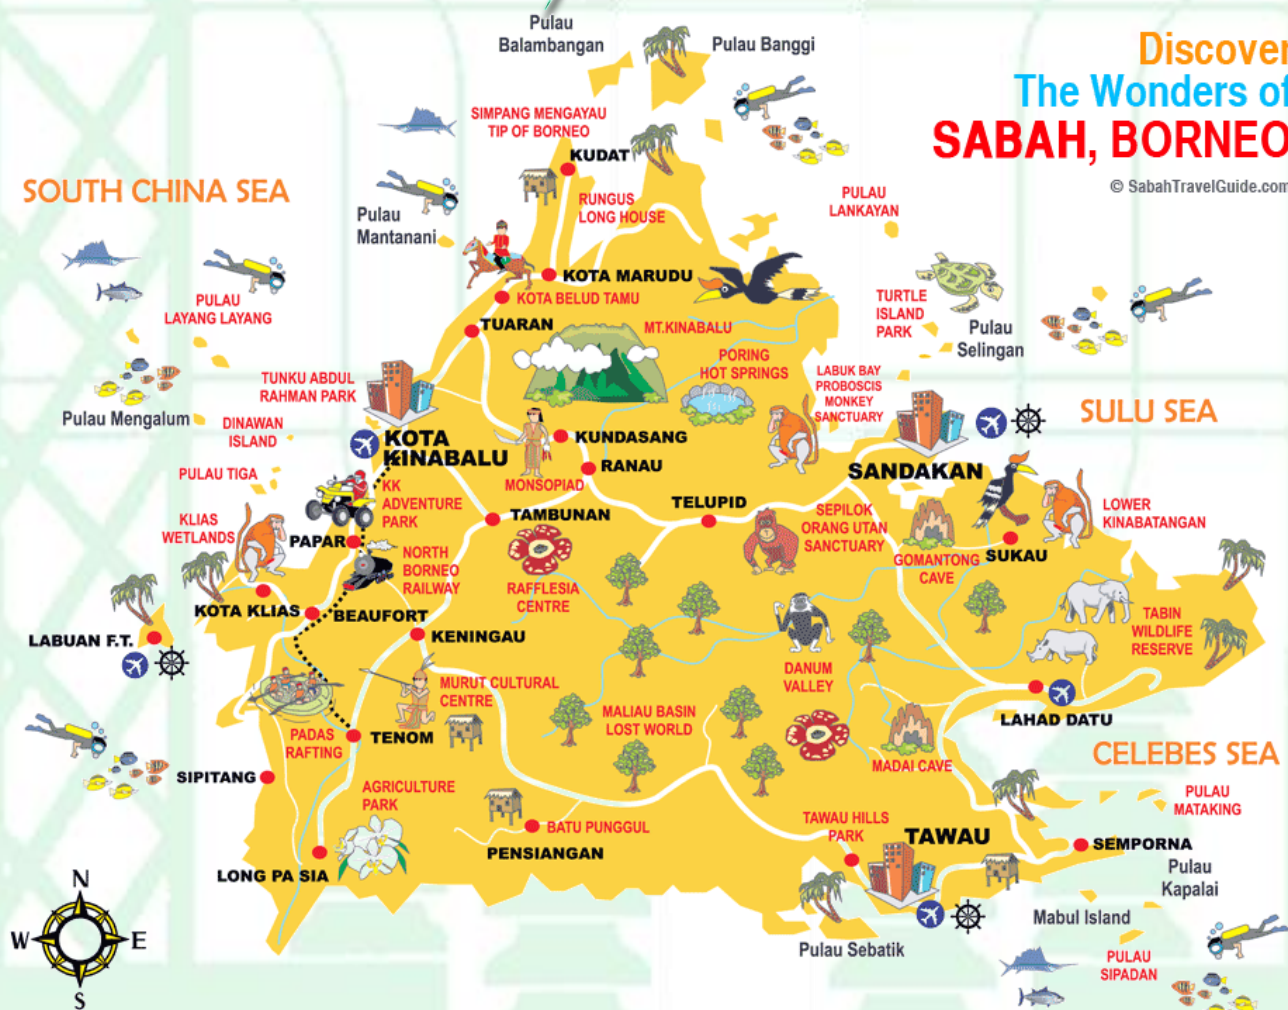 Pulau
Balambangan
Pulau Banggi
Discover
The Wonders of
SABAH, BORNEO
© SabahTravelGuide.com
SIMPANG MENGAYAU
TIP OF BORNEO
KUDAT
SOUTH CHINA SEA
RUNGUS
LONG HOUSE
PULAU
LANKAYAN
Pulau
Mantanani
KOTA MARUDU
KOTA BELUD TAMU
PULAU
LAYANG LAYANG
TURTLE
ISLAND
PARK
Pulau
Selingan
TUARAN
MT.KINABALU
PORING
HOT SPRINGS
LABUK BAY
PROBOSCIS
MONKEY
SANCTUARY
TUNKU ABDUL
RAHMAN PARK
Pulau Mengalum
DINAWAN
ISLAND
SULU SEA
KOTA
KINABALU
KUNDASANG
RANAU
MONSOPIAD
SANDAKAN
PULAU TIGA
KK
ADVENTURE
PARK
TELUPID
TAMBUNAN
SEPILOK
ORANG UTAN
SANCTUARY
LOWER
KINABATANGAN
KLIAS
WETLANDS
PAPAR
NORTH
BORNEO
RAILWAY
RAFFLESIA
CENTRE
GOMANTONG
CAVE
SUKAU
KOTA KLIAS
BEAUFORT
KENINGAU
TABIN
WILDLIFE
RESERVE
LABUAN F.T.
DANUM
VALLEY
MURUT CULTURAL
CENTRE
MALIAU BASIN
LOST WORLD
LAHAD DATU
PADAS
RAFTING
TENOM
MADAI CAVE
CELEBES SEA
SIPITANG
AGRICULTURE
PARK
PULAU
MATAKING
BATU PUNGGUL
PENSIANGAN
TAWAU HILLS
PARK
TAWAU
SEMPORNA
LONG PA SIA
Pulau
Kapalai
Mabul Island
Pulau Sebatik
PULAU
SIPADAN
N
W
E
S